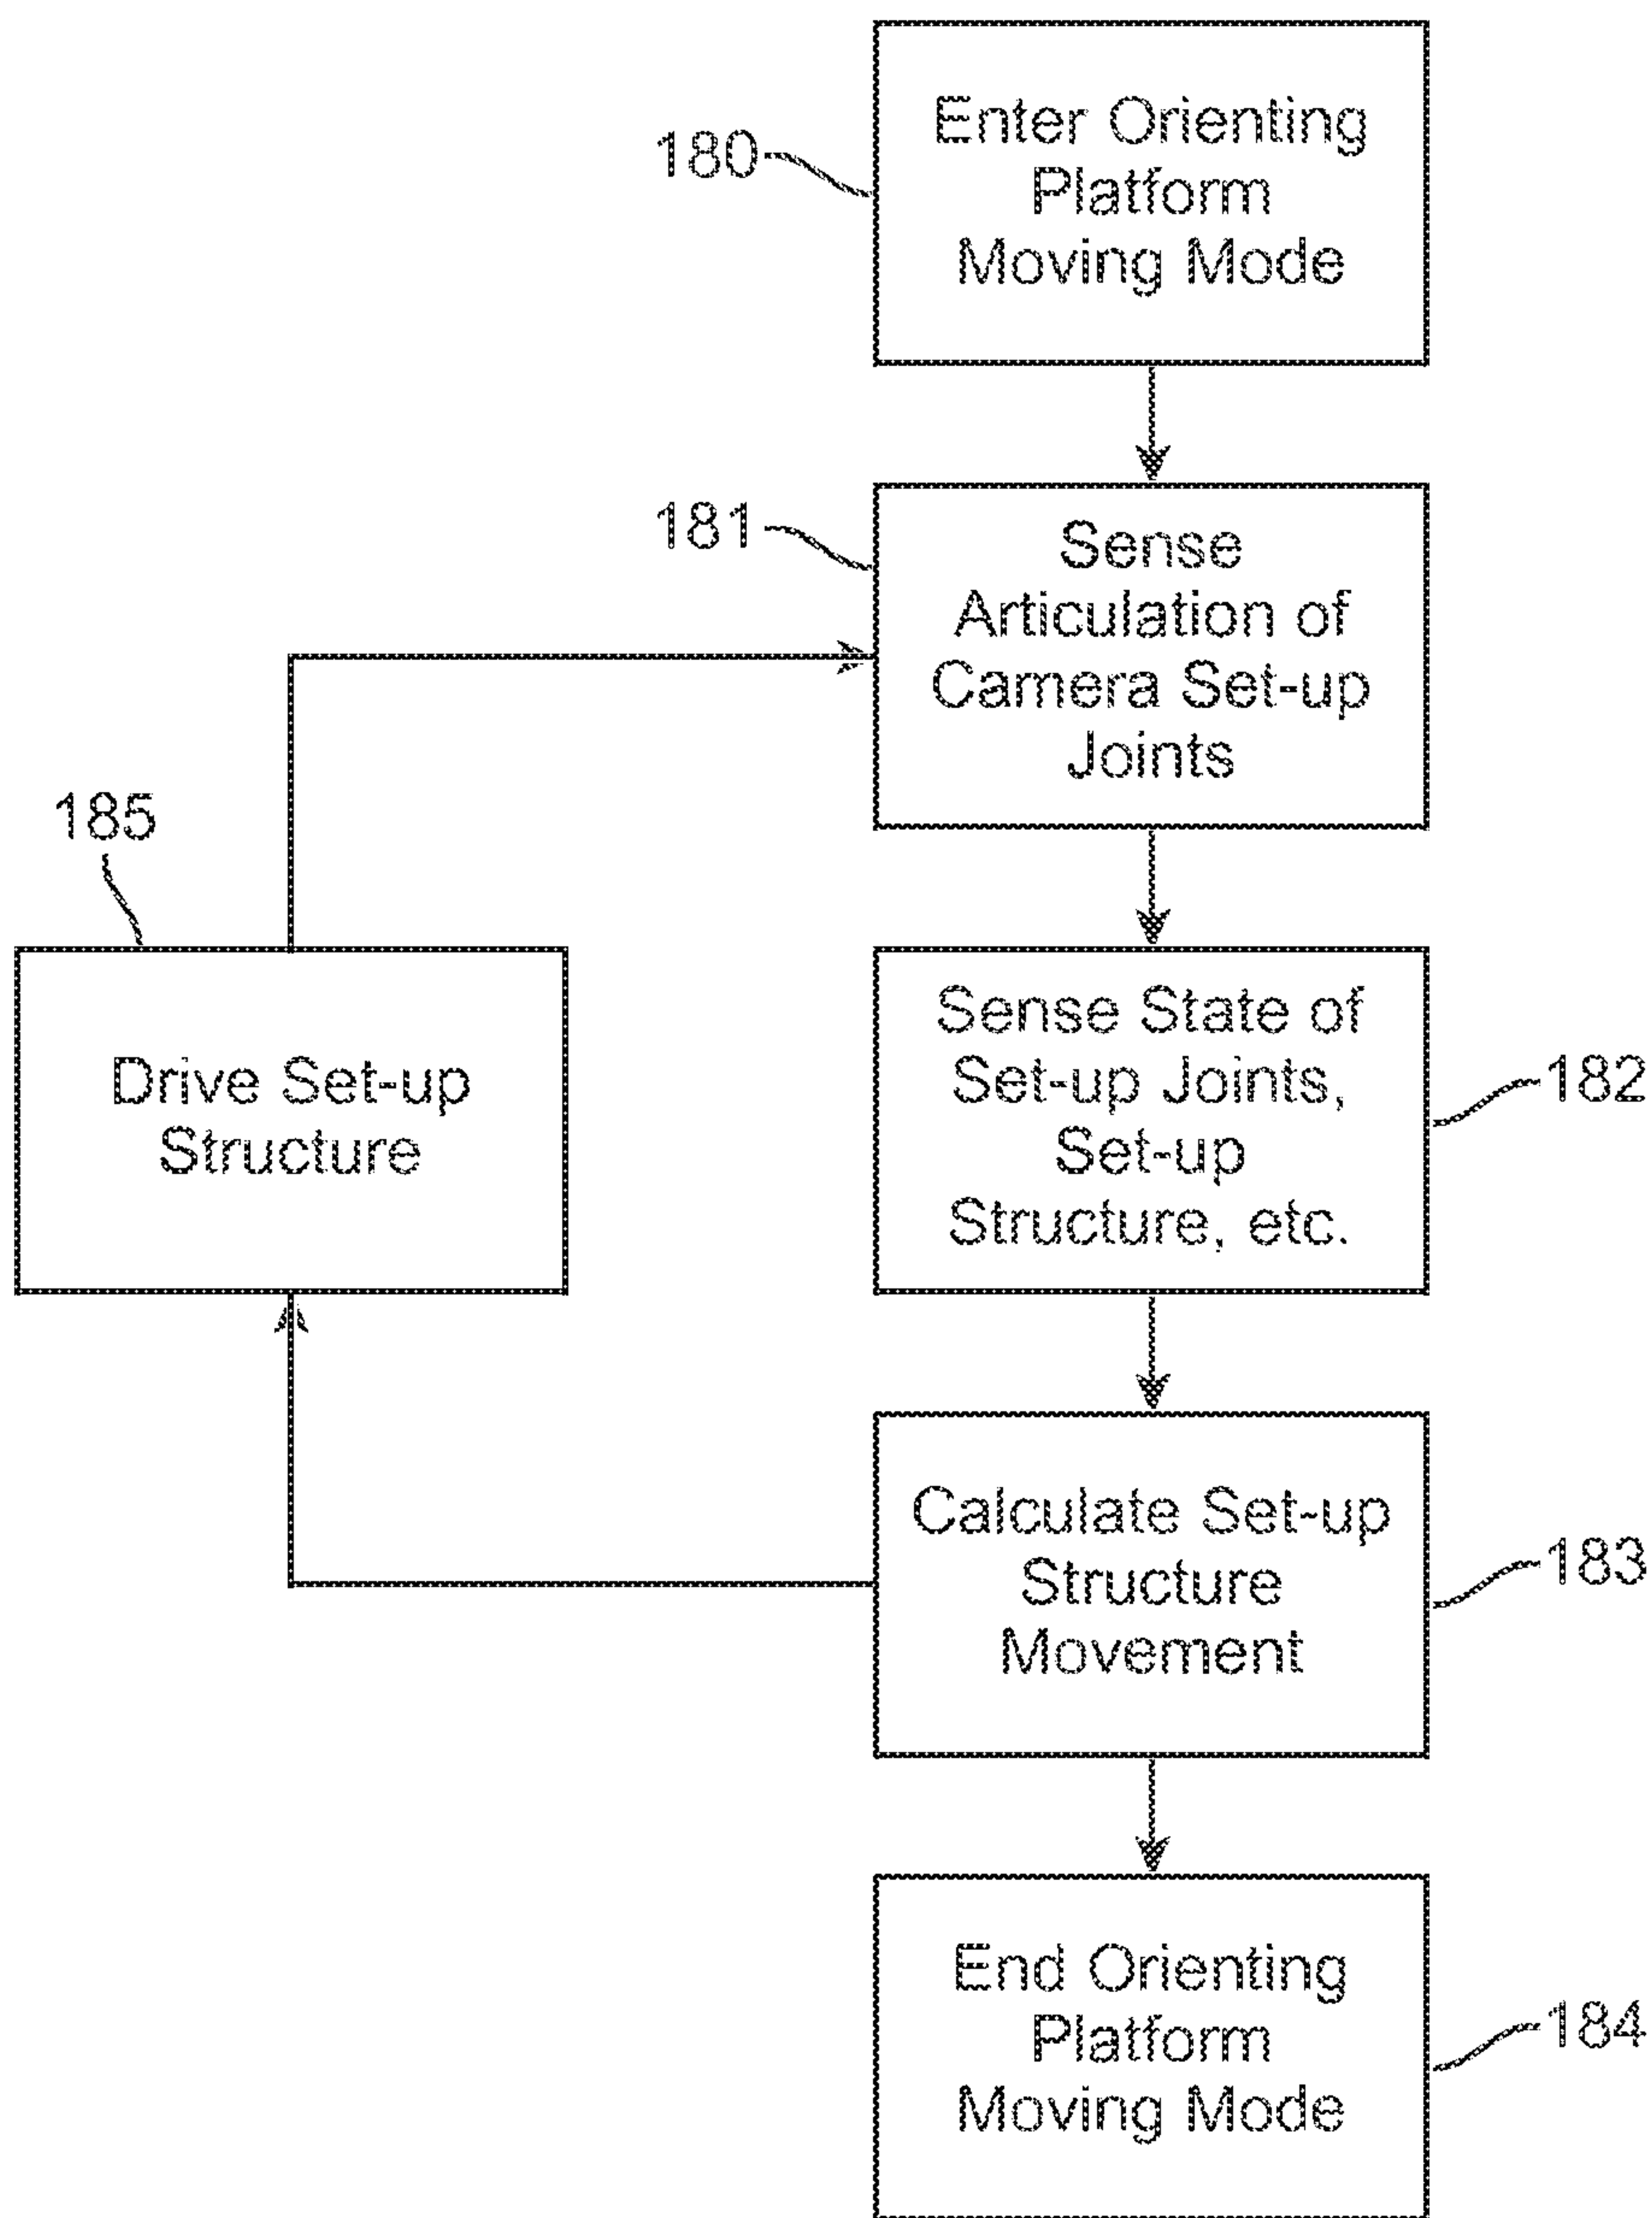 180
Enter Orienting
Platform
Moving Mode
181
Sense
Articulation of
Camera Set-up
Joints
185
Drive Set-up
Structure
Sense State of
Set-up Joints,
Set-up
Structure, etc.
182
Calculate Set-up
Structure
Movement
183
End Orienting
Platform
Moving Mode
184